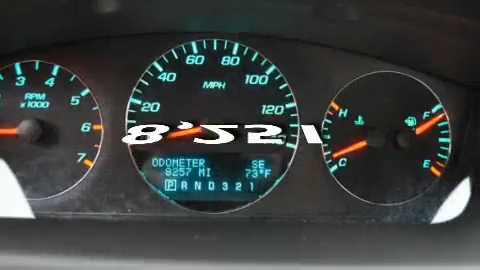 60 80
40 100
MPH
20 120
3 4
2 5
RPM
x1000
6
7
H F
C E
ODOMETER SE
8257 MI 73°F
P R N D 3 2 1